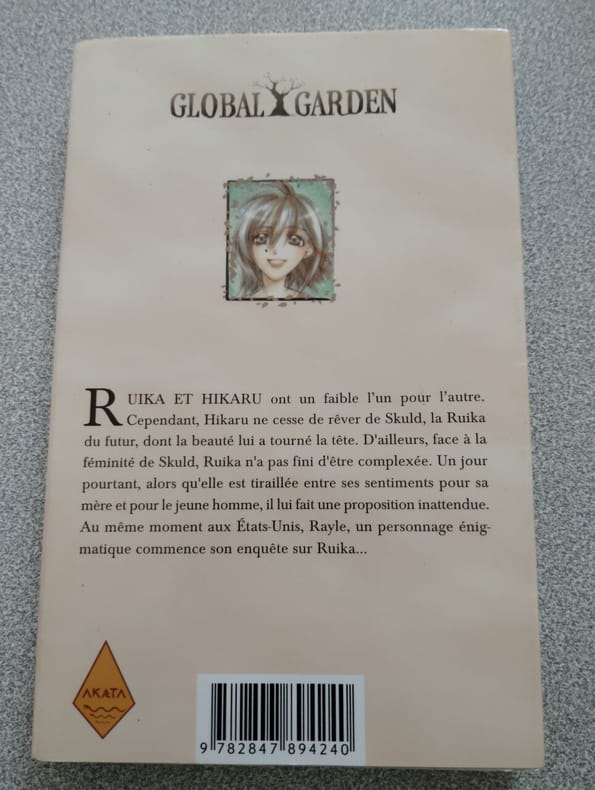 GLOBAL GARDEN
RUIKA ET HIKARU ont un faible l'un pour l'autre.
Cependant, Hikaru ne cesse de rêver de Skuld, la Ruika
du futur, dont la beauté lui a tourné la tête. D'ailleurs, face à la
féminité de Skuld, Ruika n'a pas fini d'être complexée. Un jour
pourtant, alors qu'elle est tiraillée entre ses sentiments pour sa
mère et pour le jeune homme, il lui fait une proposition inattendue.
Au même moment aux États-Unis, Rayle, un personnage énig-
matique commence son enquête sur Ruika...
AKATA
9 782847 894240